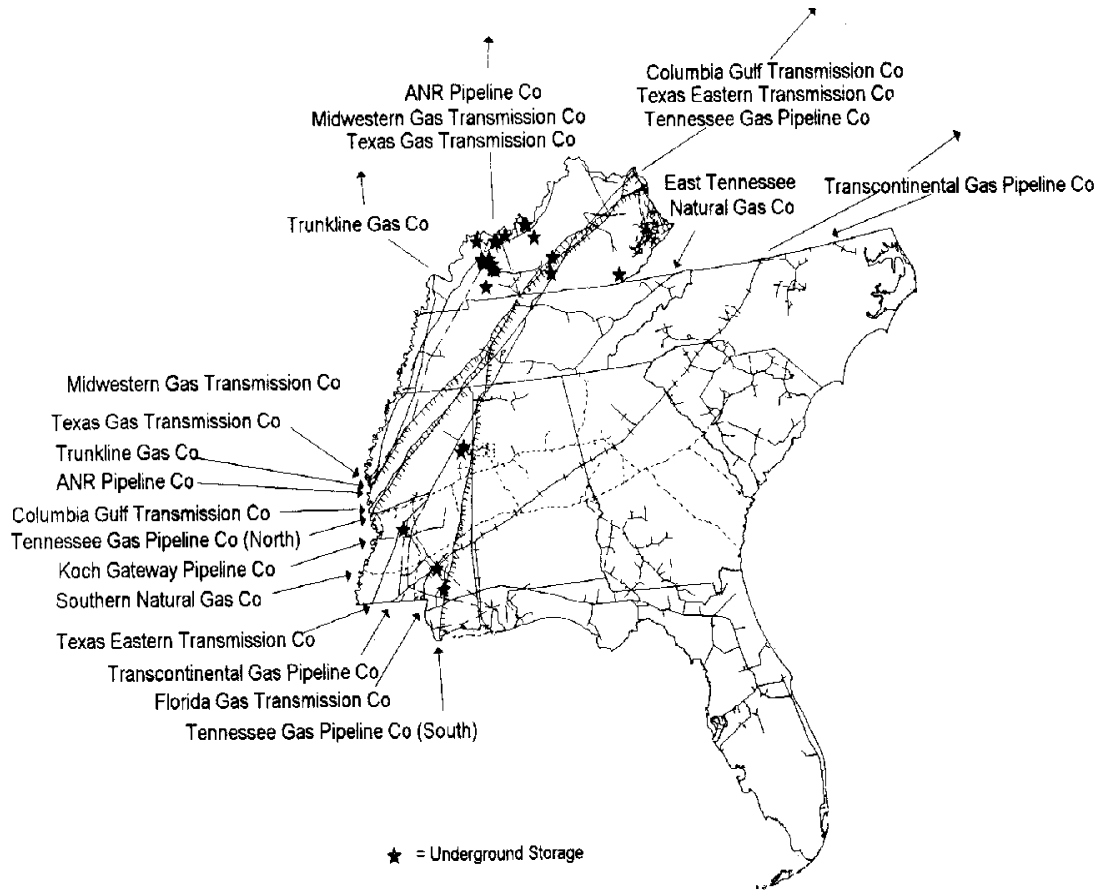 Columbia Gulf Transmission Co
Texas Eastern Transmission Co
Tennessee Gas Pipeline Co
ANR Pipeline Co
Midwestern Gas Transmission Co
Texas Gas Transmission Co
East Tennessee
Natural Gas Co
Transcontinental Gas Pipeline Co
Trunkline Gas Co
Midwestern Gas Transmission Co
Texas Gas Transmission Co
Trunkline Gas Co
ANR Pipeline Co
Columbia Gulf Transmission Co
Tennessee Gas Pipeline Co (North)
Koch Gateway Pipeline Co
Southern Natural Gas Co
Texas Eastern Transmission Co
Transcontinental Gas Pipeline Co
Florida Gas Transmission Co
Tennessee Gas Pipeline Co (South)
= Underground Storage